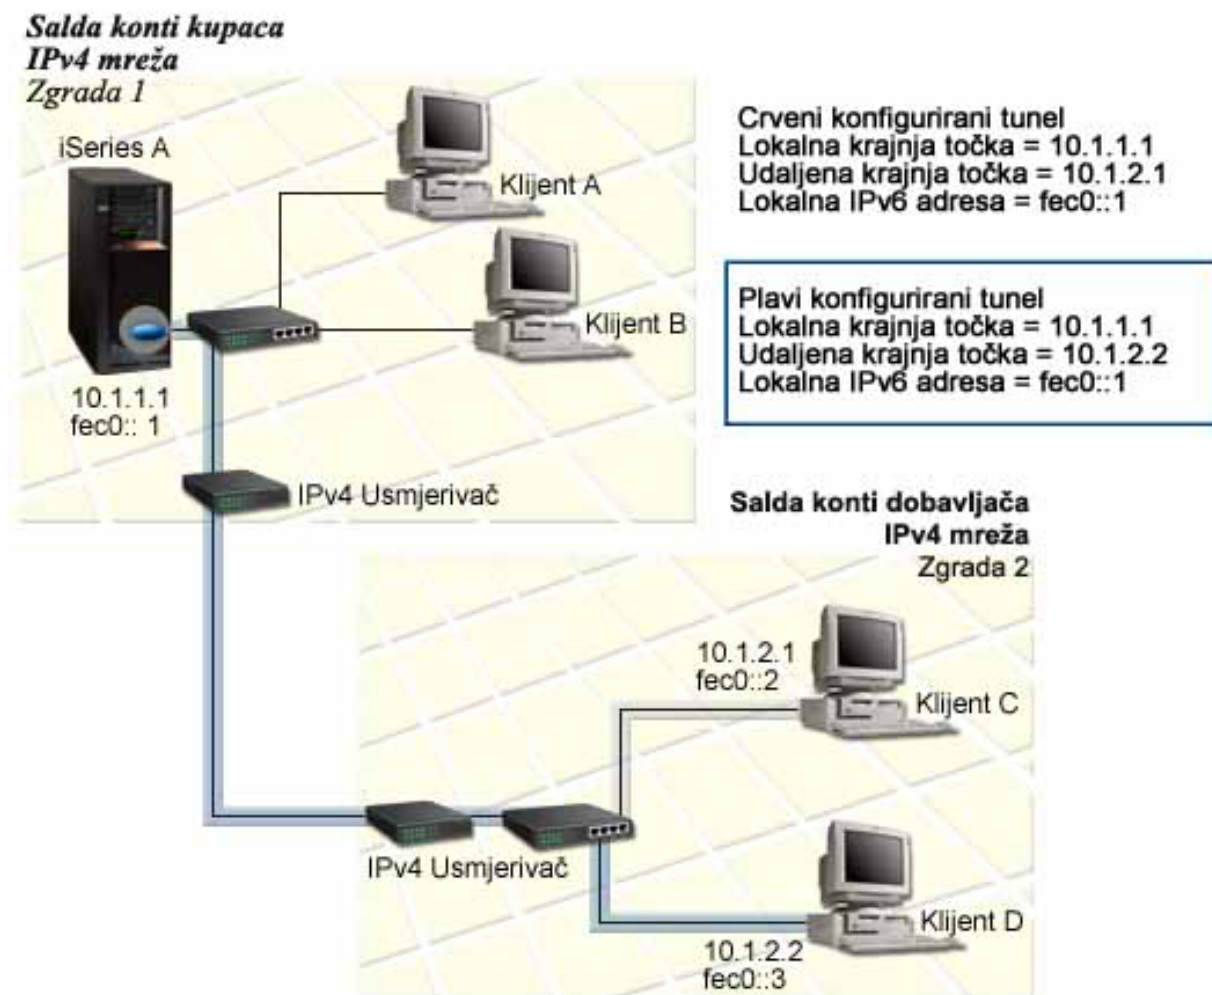 Salda konti kupaca
IPv4 mreža
Zgrada 1
iSeries A
Klijent A
Klijent B
10.1.1.1
fec0:: 1
IPv4 Usmjerivač
Crveni konfigurirani tunel
Lokalna krajnja točka = 10.1.1.1
Udaljena krajnja točka = 10.1.2.1
Lokalna IPv6 adresa = fec0::1
Plavi konfigurirani tunel
Lokalna krajnja točka = 10.1.1.1
Udaljena krajnja točka = 10.1.2.2
Lokalna IPv6 adresa = fec0::1
Salda konti dobavljača
IPv4 mreža
Zgrada 2
10.1.2.1
fec0::2
Klijent C
IPv4 Usmjerivač
Klijent D
10.1.2.2
fec0::3